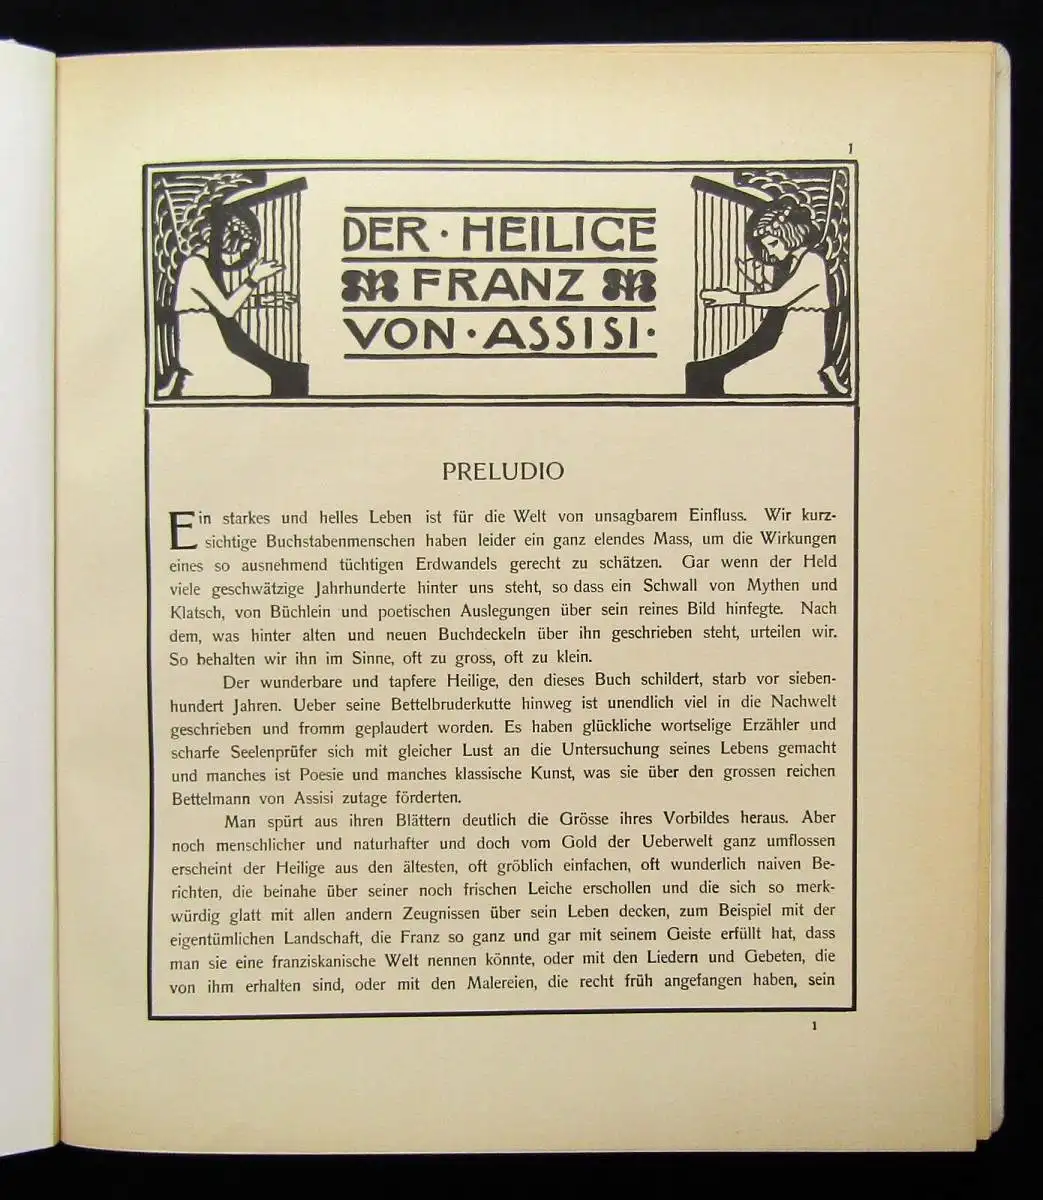 1
DER · HEILIGE
FRANZ
VON · ASSISI ·
PRELUDIO
Ein starkes und helles Leben ist für die Welt von unsagbarem Einfluss. Wir kurz-
sichtige Buchstabenmenschen haben leider ein ganz elendes Mass, um die Wirkungen
eines so ausnehmend tüchtigen Erdwandels gerecht zu schätzen. Gar wenn der Held
viele geschwätzige Jahrhunderte hinter uns steht, so dass ein Schwall von Mythen und
Klatsch, von Büchlein und poetischen Auslegungen über sein reines Bild hinfegte. Nach
dem, was hinter alten und neuen Buchdeckeln über ihn geschrieben steht, urteilen wir.
So behalten wir ihn im Sinne, oft zu gross, oft zu klein.
Der wunderbare und tapfere Heilige, den dieses Buch schildert, starb vor sieben-
hundert Jahren. Ueber seine Bettelbruderkutte hinweg ist unendlich viel in die Nachwelt
geschrieben und fromm geplaudert worden. Es haben glückliche wortselige Erzähler und
scharfe Seelenprüfer sich mit gleicher Lust an die Untersuchung seines Lebens gemacht
und manches ist Poesie und manches klassische Kunst, was sie über den grossen reichen
Bettelmann von Assisi zutage förderten.
Man spürt aus ihren Blättern deutlich die Grösse ihres Vorbildes heraus. Aber
noch menschlicher und naturhafter und doch vom Gold der Ueberwelt ganz umflossen
erscheint der Heilige aus den ältesten, oft gröblich einfachen, oft wunderlich naiven Be-
richten, die beinahe über seiner noch frischen Leiche erschollen und die sich so merk-
würdig glatt mit allen andern Zeugnissen über sein Leben decken, zum Beispiel mit der
eigentümlichen Landschaft, die Franz so ganz und gar mit seinem Geiste erfüllt hat, dass
man sie eine franziskanische Welt nennen könnte, oder mit den Liedern und Gebeten, die
von ihm erhalten sind, oder mit den Malereien, die recht früh angefangen haben, sein
1